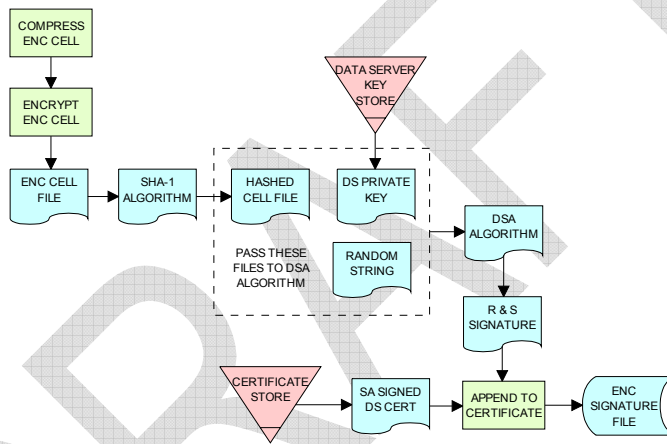 COMPRESS
ENC CELL
ENCRYPT
ENC CELL
DATA SERVER
KEY
STORE
ENC CELL
FILE
SHA-1
ALGORITHM
HASHED
CELL FILE
DS PRIVATE
KEY
PASS THESE
FILES TO DSA
ALGORITHM
RANDOM
STRING
DSA
ALGORITHM
R & S
SIGNATURE
CERTIFICATE
STORE
SA SIGNED
DS CERT
APPEND TO
CERTIFICATE
ENC
SIGNATURE
FILE